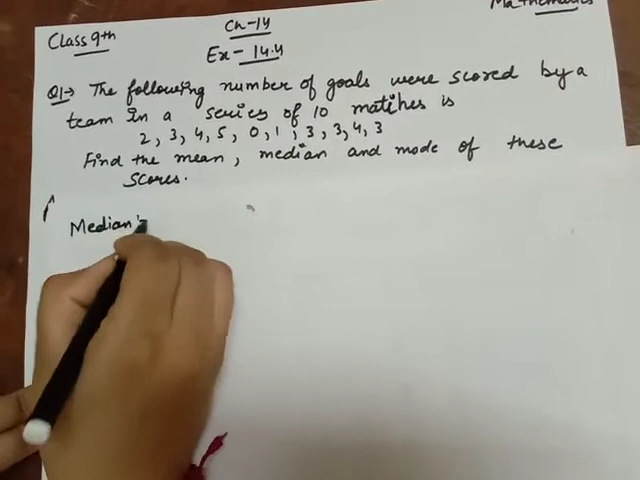 Mathematics
Class 9th
Ch-14
Ex- 14.4
Q1→ The following number of goals were scored by a
team in a series of 10 matches is
2, 3, 4, 5, 0, 1, 3, 3, 4, 3
Find the mean, median and mode of these
Scores.
Median